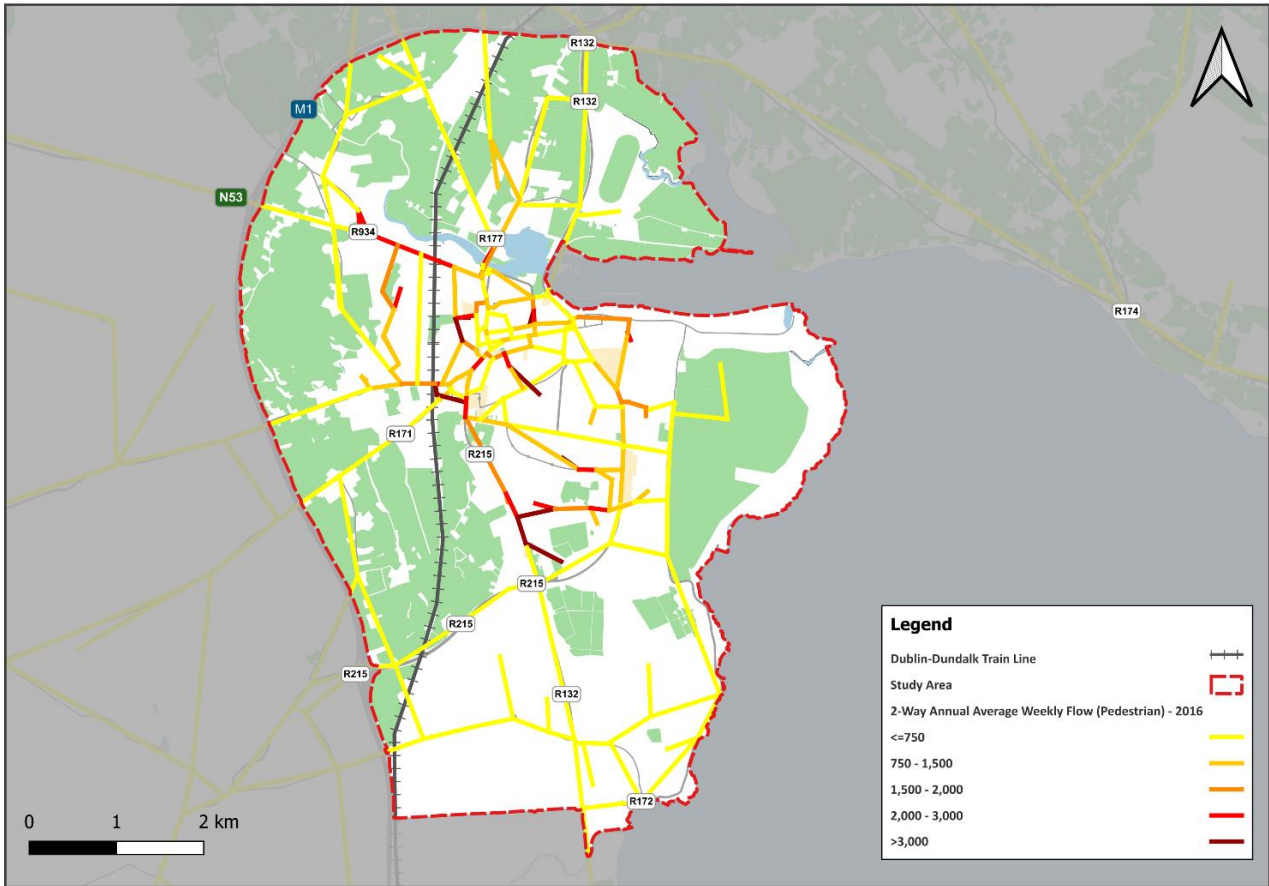 R132
R132
M1
N53
R934
R177
R174
R171
R215
R215
R215
R215
R132
R172
0 1 2 km
Legend
Dublin-Dundalk Train Line
Study Area
2-Way Annual Average Weekly Flow (Pedestrian) - 2016
<=750
750 - 1,500
1,500 - 2,000
2,000 - 3,000
>3,000